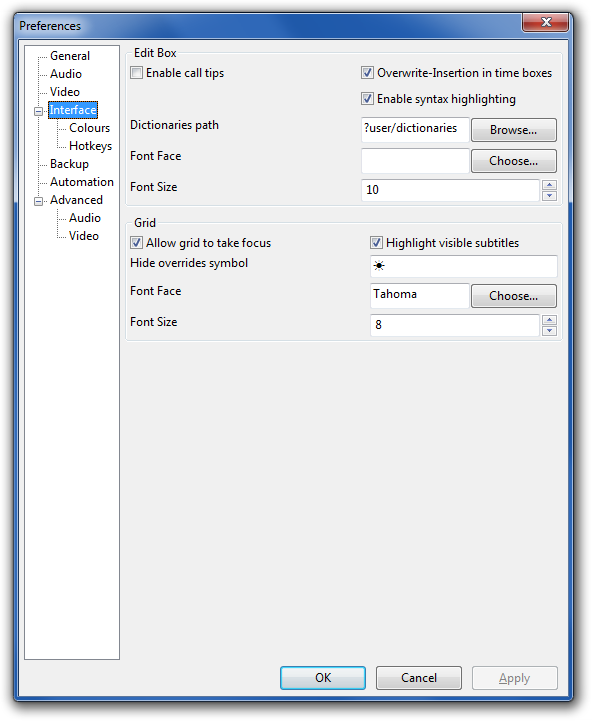 Preferences
General
Audio
Video
Interface
Colours
Hotkeys
Backup
Automation
Advanced
Audio
Video
Edit Box
Enable call tips
Overwrite-Insertion in time boxes
Enable syntax highlighting
Dictionaries path
?user/dictionaries
Browse...
Font Face
Choose...
Font Size
10
Grid
Allow grid to take focus
Highlight visible subtitles
Hide overrides symbol
☀
Font Face
Tahoma
Choose...
Font Size
8
OK
Cancel
Apply